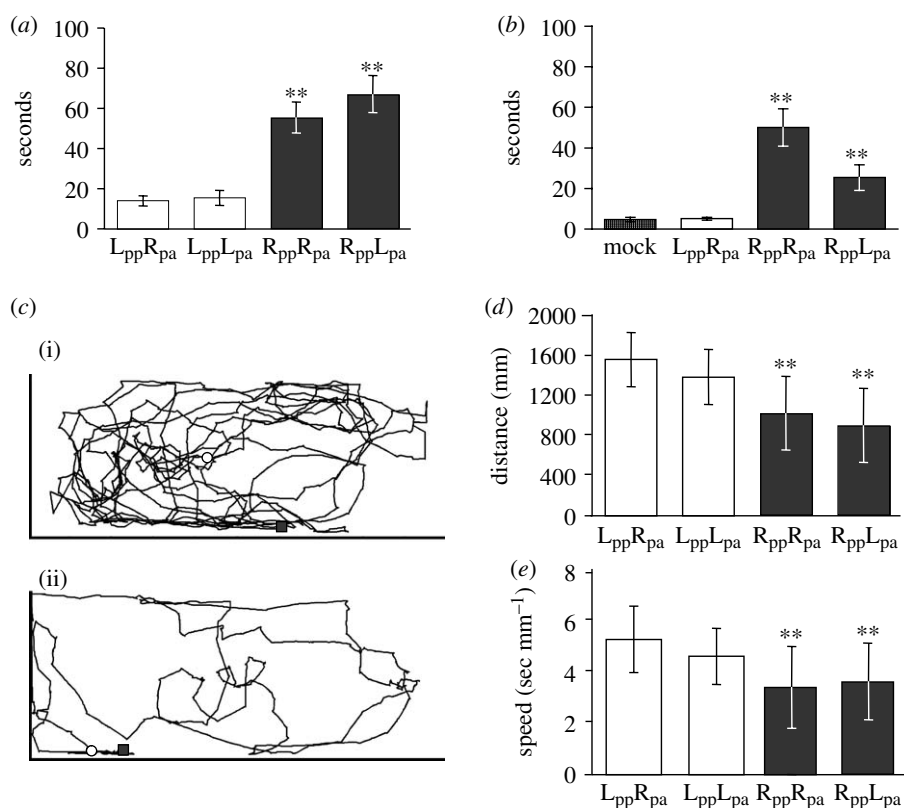 (a)
100
80
60
40
20
0
seconds
**
**
LppRpa LppLpa RppRpa RppLpa
(b)
100
80
60
40
20
0
seconds
**
**
mock LppRpa RppRpa RppLpa
(c)
(i)
(ii)
(d)
2000
1600
1200
800
400
0
distance (mm)
**
**
LppRpa LppLpa RppRpa RppLpa
(e)
8
6
4
2
0
speed (sec mm⁻¹)
**
**
LppRpa LppLpa RppRpa RppLpa